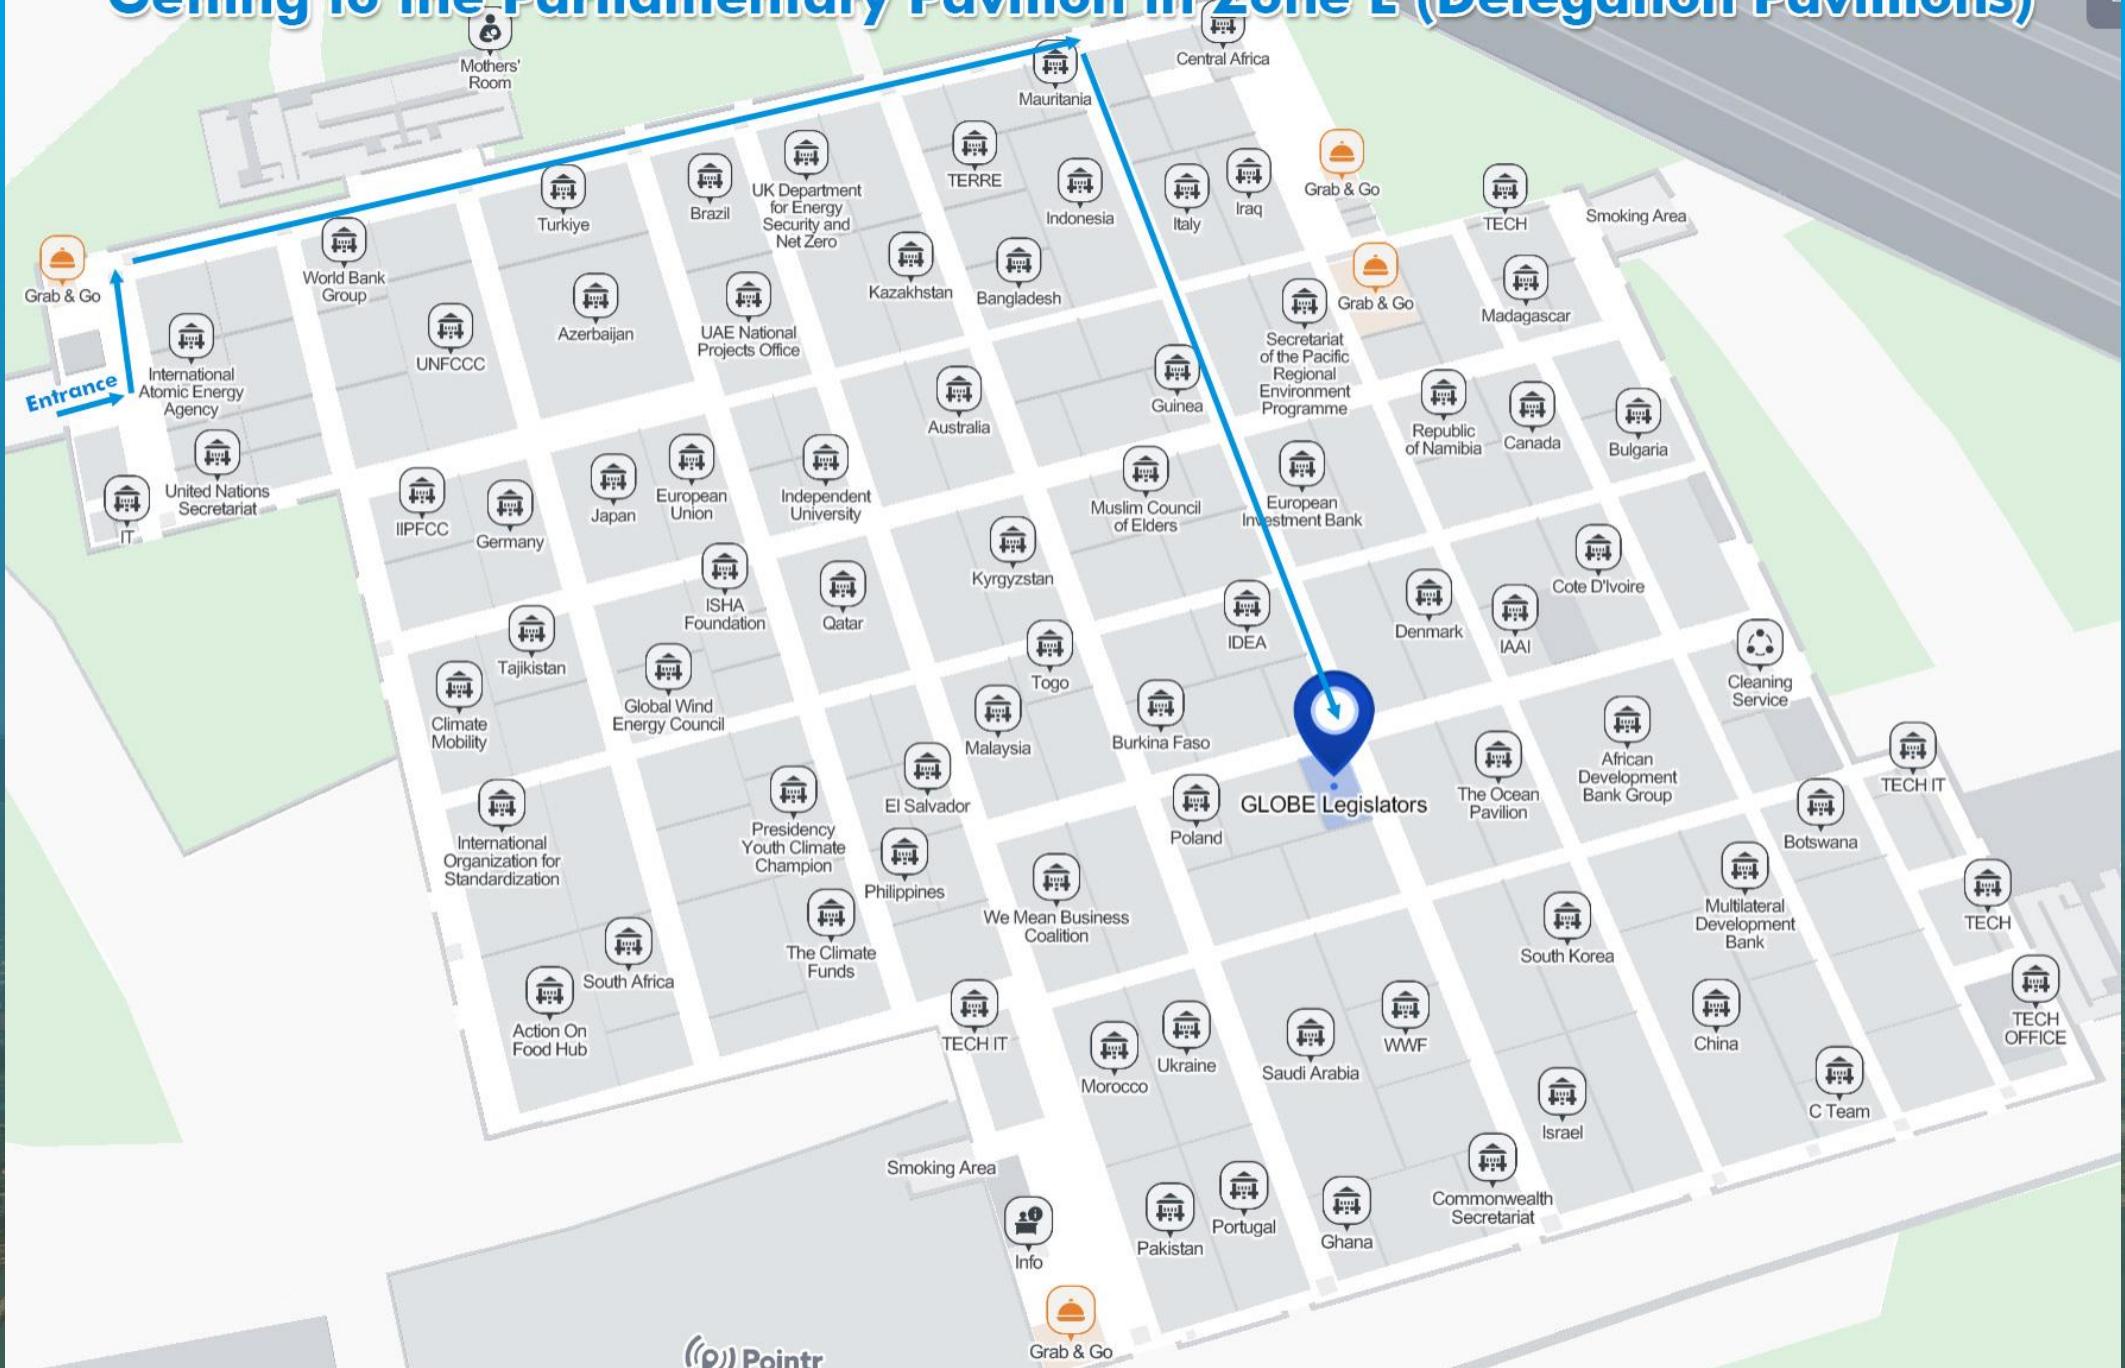 Getting to the Parliamentary Pavilion in Zone E (Delegation Pavilions)
Mothers'
Room
Central Africa
Mauritania
Grab & Go
TERRE
Turkiye
Brazil
UK Department
for Energy
Security and
Net Zero
Indonesia
Italy
Iraq
TECH
Smoking Area
Grab & Go
World Bank
Group
Kazakhstan
Bangladesh
Grab & Go
Madagascar
UNFCCC
Azerbaijan
UAE National
Projects Office
Secretariat
of the Pacific
Regional
Environment
Programme
Entrance
International
Atomic Energy
Agency
Guinea
Australia
Republic
of Namibia
Canada
Bulgaria
United Nations
Secretariat
IT
IIPFCC
Germany
Japan
European
Union
Independent
University
Muslim Council
of Elders
European
Investment Bank
Kyrgyzstan
Cote D'Ivoire
ISHA
Foundation
Qatar
IDEA
Denmark
IAAI
Tajikistan
Togo
Cleaning
Service
Climate
Mobility
Global Wind
Energy Council
Malaysia
Burkina Faso
African
Development
Bank Group
TECH IT
El Salvador
GLOBE Legislators
The Ocean
Pavilion
Poland
Botswana
International
Organization for
Standardization
Presidency
Youth Climate
Champion
Philippines
We Mean Business
Coalition
Multilateral
Development
Bank
TECH
South Korea
The Climate
Funds
South Africa
Action On
Food Hub
TECH IT
Morocco
Ukraine
Saudi Arabia
WWF
China
TECH
OFFICE
C Team
Israel
Smoking Area
Commonwealth
Secretariat
Info
Pakistan
Portugal
Ghana
Grab & Go
Pointr